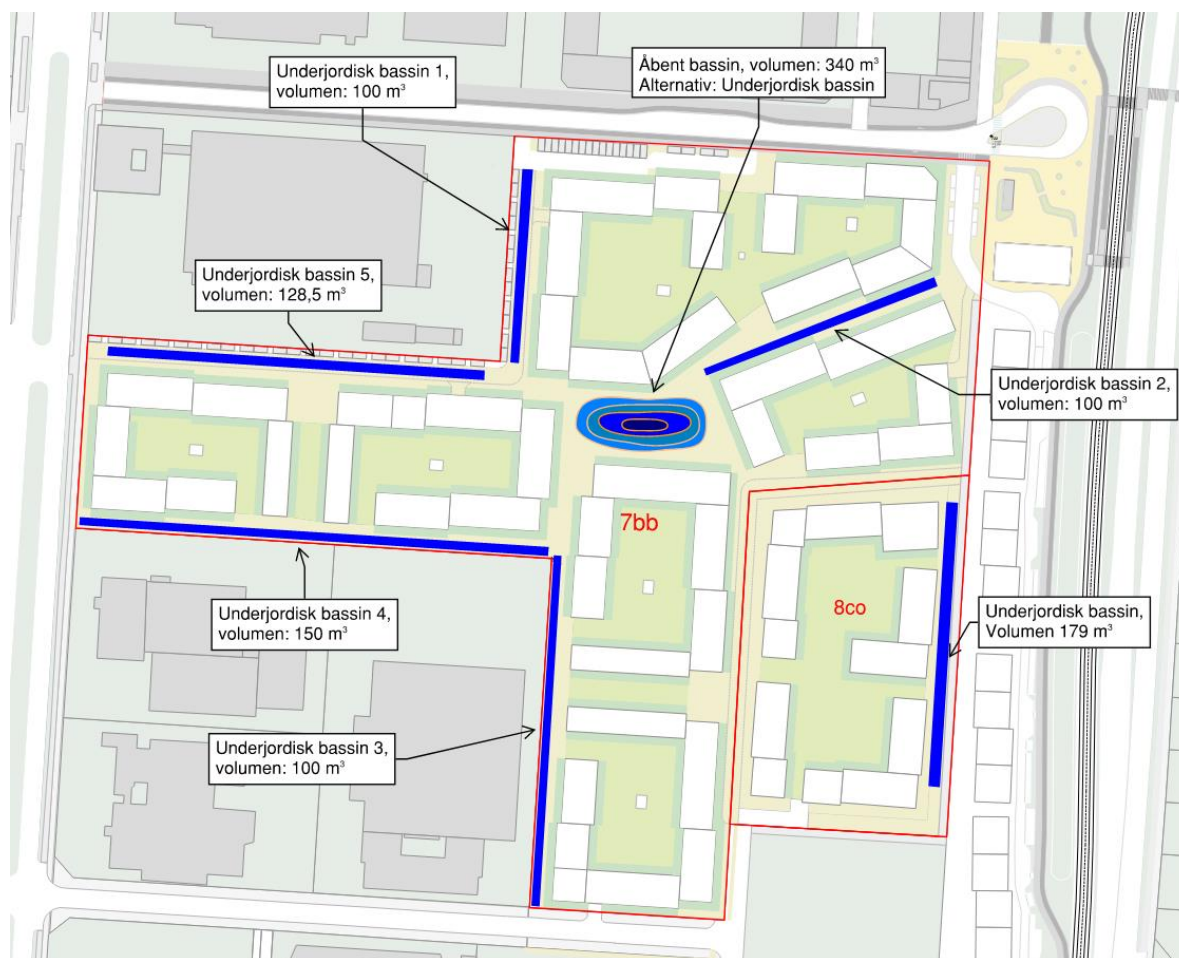 Underjordisk bassin 1,
volumen: 100 m³
Åbent bassin, volumen: 340 m³
Alternativ: Underjordisk bassin
Underjordisk bassin 5,
volumen: 128,5 m³
Underjordisk bassin 2,
volumen: 100 m³
7bb
8co
Underjordisk bassin 4,
volumen: 150 m³
Underjordisk bassin,
Volumen 179 m³
Underjordisk bassin 3,
volumen: 100 m³